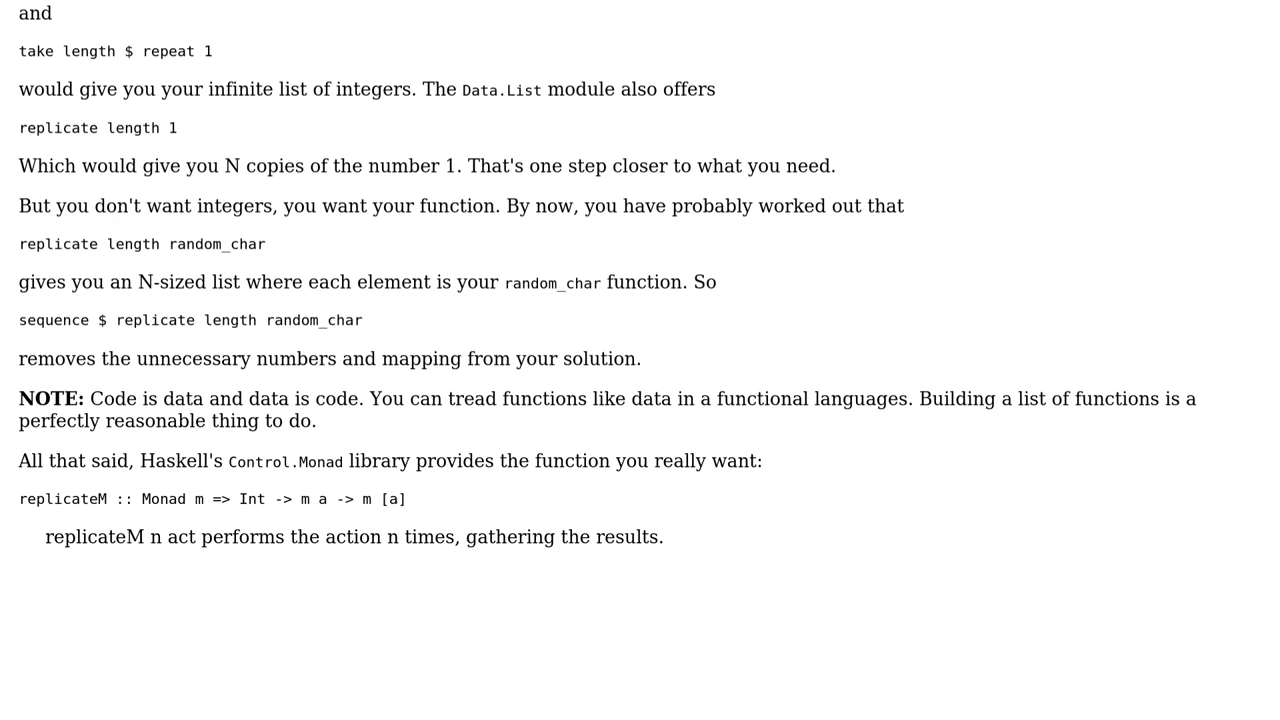 and
take length $ repeat 1
would give you your infinite list of integers. The Data.List module also offers
replicate length 1
Which would give you N copies of the number 1. That's one step closer to what you need.
But you don't want integers, you want your function. By now, you have probably worked out that
replicate length random_char
gives you an N-sized list where each element is your random_char function. So
sequence $ replicate length random_char
removes the unnecessary numbers and mapping from your solution.
NOTE: Code is data and data is code. You can tread functions like data in a functional languages. Building a list of functions is a
perfectly reasonable thing to do.
All that said, Haskell's Control.Monad library provides the function you really want:
replicateM :: Monad m => Int -> m a -> m [a]
replicateM n act performs the action n times, gathering the results.